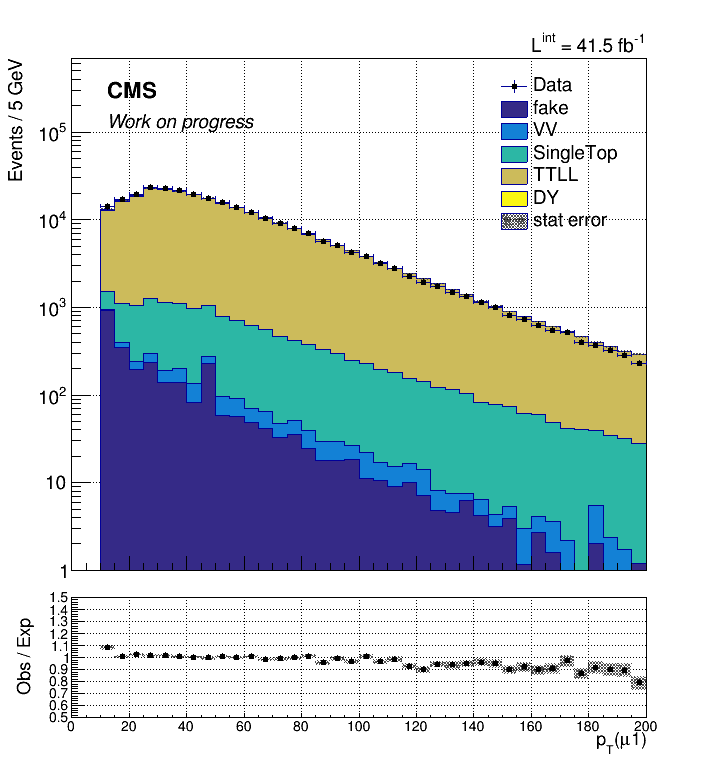 L^int = 41.5 fb^-1
Events / 5 GeV
CMS
Work on progress
Data
fake
VV
SingleTop
TTLL
DY
stat error
10^5
10^4
10^3
10^2
10
1
Obs / Exp
1.5
1.4
1.3
1.2
1.1
1
0.9
0.8
0.7
0.6
0.5
0 20 40 60 80 100 120 140 160 180 200
p_T(μ1)